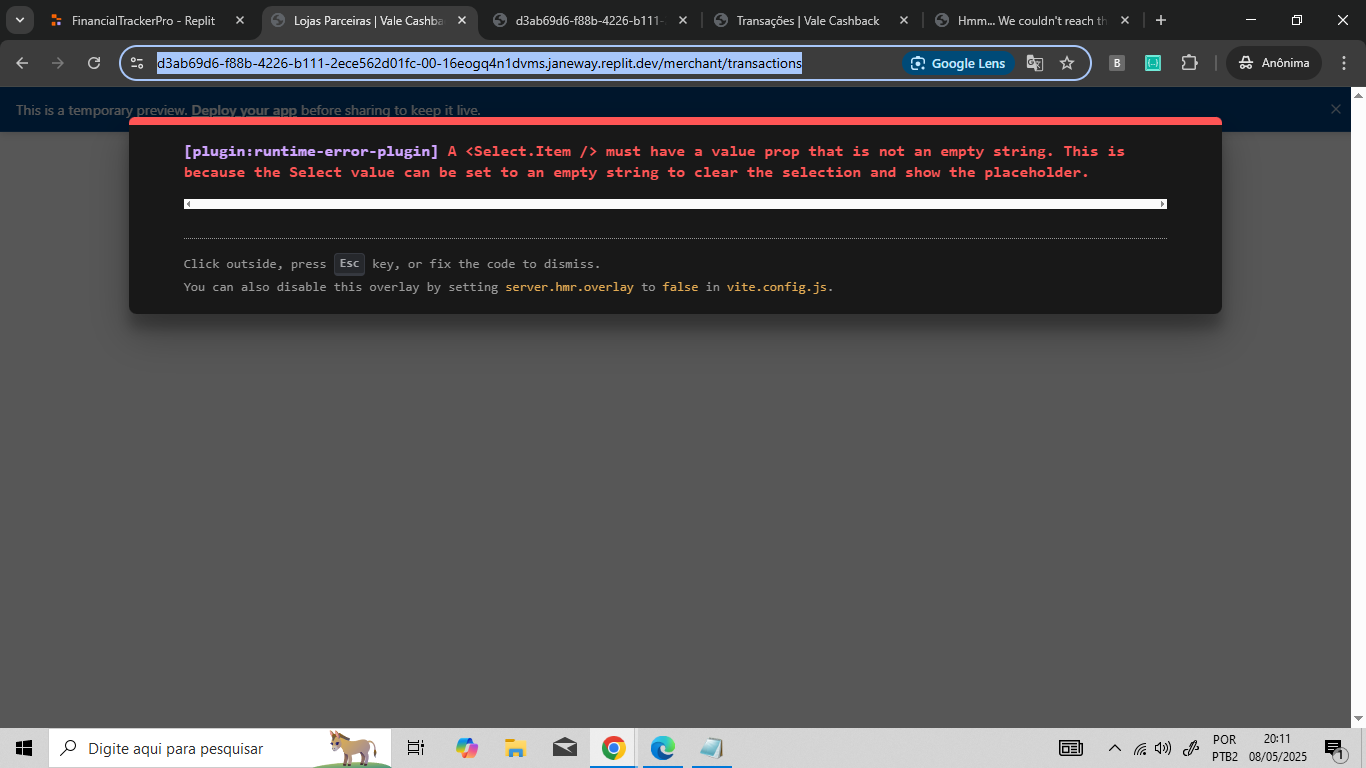 FinancialTrackerPro - Replit
Lojas Parceiras | Vale Cashba
d3ab69d6-f88b-4226-b111-
Transações | Vale Cashback
Hmm... We couldn't reach th
d3ab69d6-f88b-4226-b111-2ece562d01fc-00-16eogq4n1dvms.janeway.replit.dev/merchant/transactions
Google Lens
B
Anônima
This is a temporary preview. Deploy your app before sharing to keep it live.
[plugin:runtime-error-plugin] A <Select.Item /> must have a value prop that is not an empty string. This is
because the Select value can be set to an empty string to clear the selection and show the placeholder.
Click outside, press Esc key, or fix the code to dismiss.
You can also disable this overlay by setting server.hmr.overlay to false in vite.config.js.
Digite aqui para pesquisar
POR
PTB2
20:11
08/05/2025
1